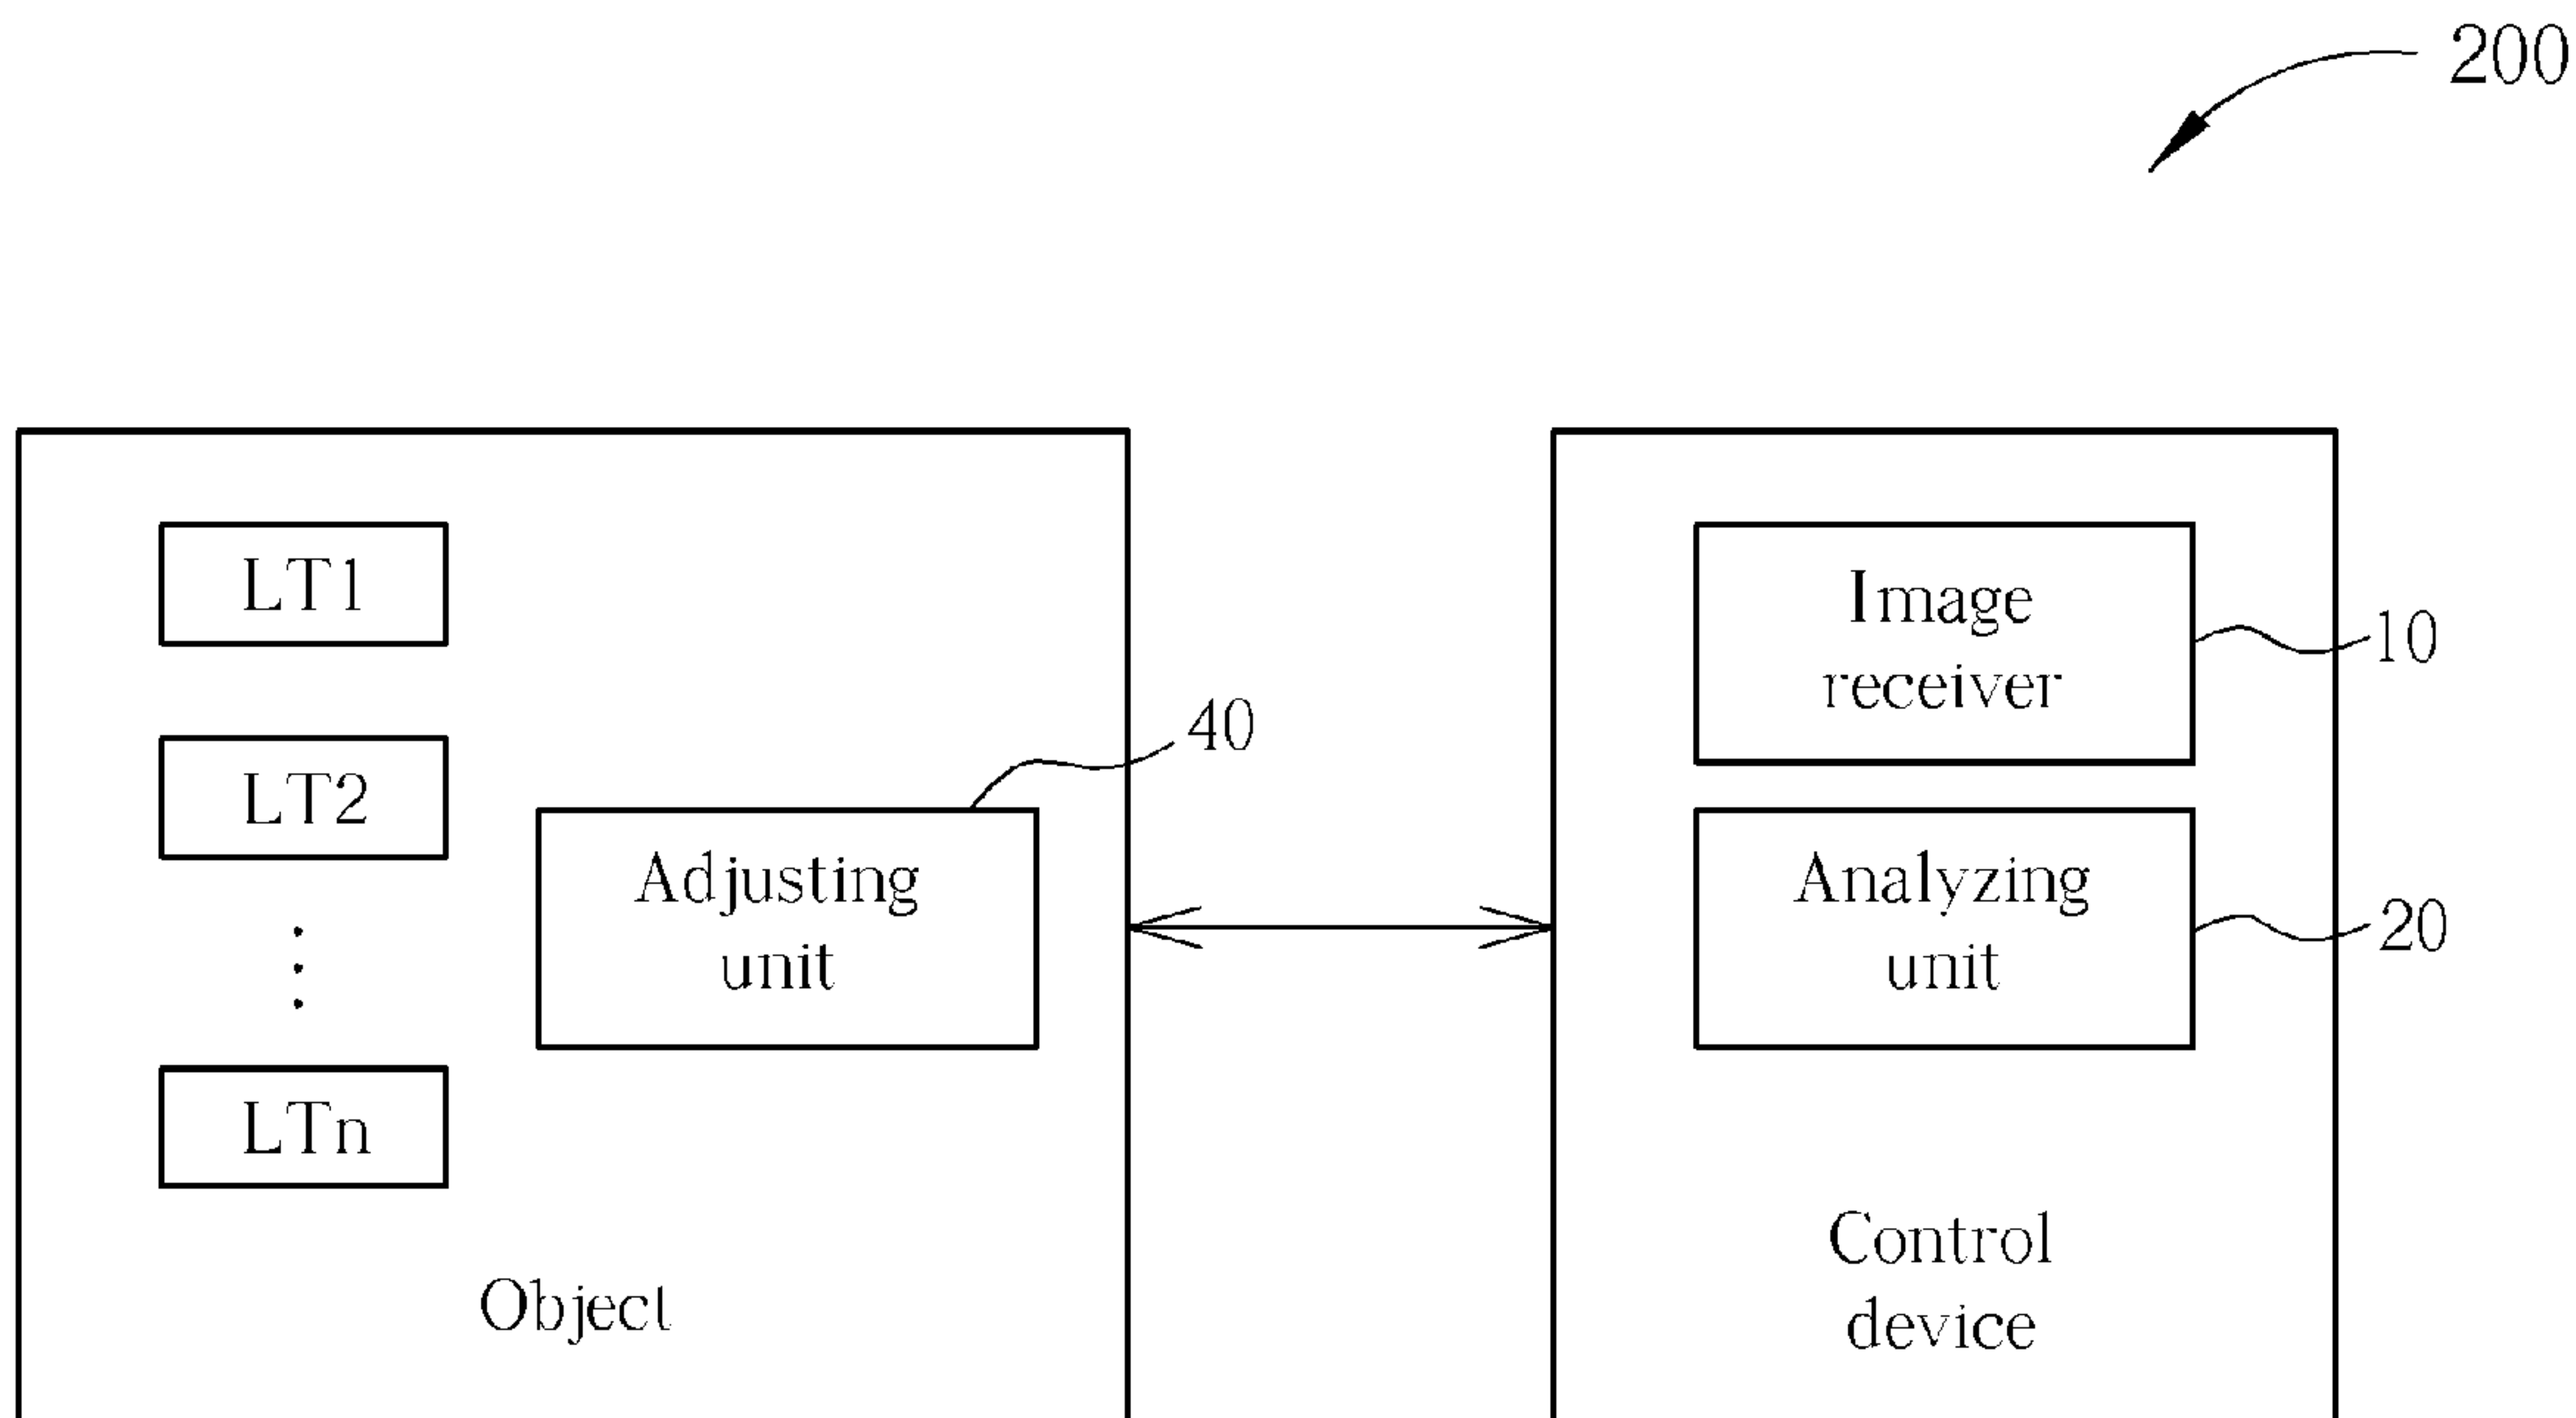 200
LT1
LT2
LTn
40
Adjusting
unit
Object
Image
receiver
10
Analyzing
unit
20
Control
device